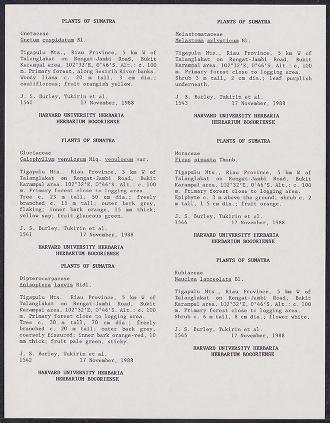 PLANTS OF SUMATRA
Gnetaceae
Gnetum cuspidatum Bl.
Tigapulu Mts., Riau Province, 5 km W of
Talanglakat on Rengat-Jambi Road, Bukit
Karampal area. 102°32'E, 0°46'S. Alt.: c. 100
m. Primary forest, along Seserih River banks.
Woody liana, c. 20 m tall, 3 cm dia.;
cauliflorous; fruit orangish yellow.
J. S. Burley, Tukirin et al.
1540 17 November, 1988
HARVARD UNIVERSITY HERBARIA
HERBARIUM BOGORIENSE
PLANTS OF SUMATRA
Clusiaceae
Calophyllum venulosum Miq. venulosum var.
Tigapulu Mts., Riau Province, 5 km W of
Talanglakat on Rengat-Jambi Road, Bukit
Karampal area. 102°32'E, 0°46'S. Alt.: c. 100
m. Primary forest close to logging area.
Tree c. 23 m tall, 50 cm dia.; freely
branched c. 15 m tall; outer bark grey,
flaking; inner bark orange, 15 mm thick;
yellow sap; fruit glaucous green.
J. S. Burley, Tukirin et al.
1561 17 November, 1988
HARVARD UNIVERSITY HERBARIA
HERBARIUM BOGORIENSE
PLANTS OF SUMATRA
Dipterocarpaceae
Anisoptera laevis Ridl.
Tigapulu Mts., Riau Province, 5 km W of
Talanglakat on Rengat-Jambi Road, Bukit
Karampal area. 102°32'E, 0°46'S. Alt.: c. 100
m. Primary forest close to logging area.
Tree c. 30 m tall, 70 cm dia.; freely
branched c. 20 m tall; outer bark grey,
coarsely fissured; inner bark orange-red, 10
mm thick; fruit pale green, sticky.
J. S. Burley, Tukirin et al.
1542 17 November, 1988
HARVARD UNIVERSITY HERBARIA
HERBARIUM BOGORIENSE
PLANTS OF SUMATRA
Melastomataceae
Melastoma
Tigapulu Mts., Riau Province, 5 km W of
Talanglakat on Rengat-Jambi Road, Bukit
Karampal area. 102°32'E, 0°46'S. Alt.: c. 100
m. Primary forest close to logging area.
Shrub 3 m tall, 2 cm dia.; leaf purplish
underneath.
J. S. Burley, Tukirin et al.
1543 17 November, 1988
HARVARD UNIVERSITY HERBARIA
HERBARIUM BOGORIENSE
PLANTS OF SUMATRA
Moraceae
Ficus Thunb.
Tigapulu Mts., Riau Province, 5 km W of
Talanglakat on Rengat-Jambi Road, Bukit
Karampal area. 102°32'E, 0°46'S. Alt.: c. 100
m. Primary forest close to logging area.
Epiphyte c. 3 m above the ground; shrub c. 2
m tall, 1.5 cm dia.; fruit orange.
J. S. Burley, Tukirin et al.
1566 17 November, 1988
HARVARD UNIVERSITY HERBARIA
HERBARIUM BOGORIENSE
PLANTS OF SUMATRA
Rubiaceae
Nauclea lanceolata Bl.
Tigapulu Mts., Riau Province, 5 km W of
Talanglakat on Rengat-Jambi Road, Bukit
Karampal area. 102°32'E, 0°46'S. Alt.: c. 100
m. Primary forest close to logging area.
Shrub c. 6 m tall, 8 cm dia.; flower white.
J. S. Burley, Tukirin et al.
1565 17 November, 1988
HARVARD UNIVERSITY HERBARIA
HERBARIUM BOGORIENSE